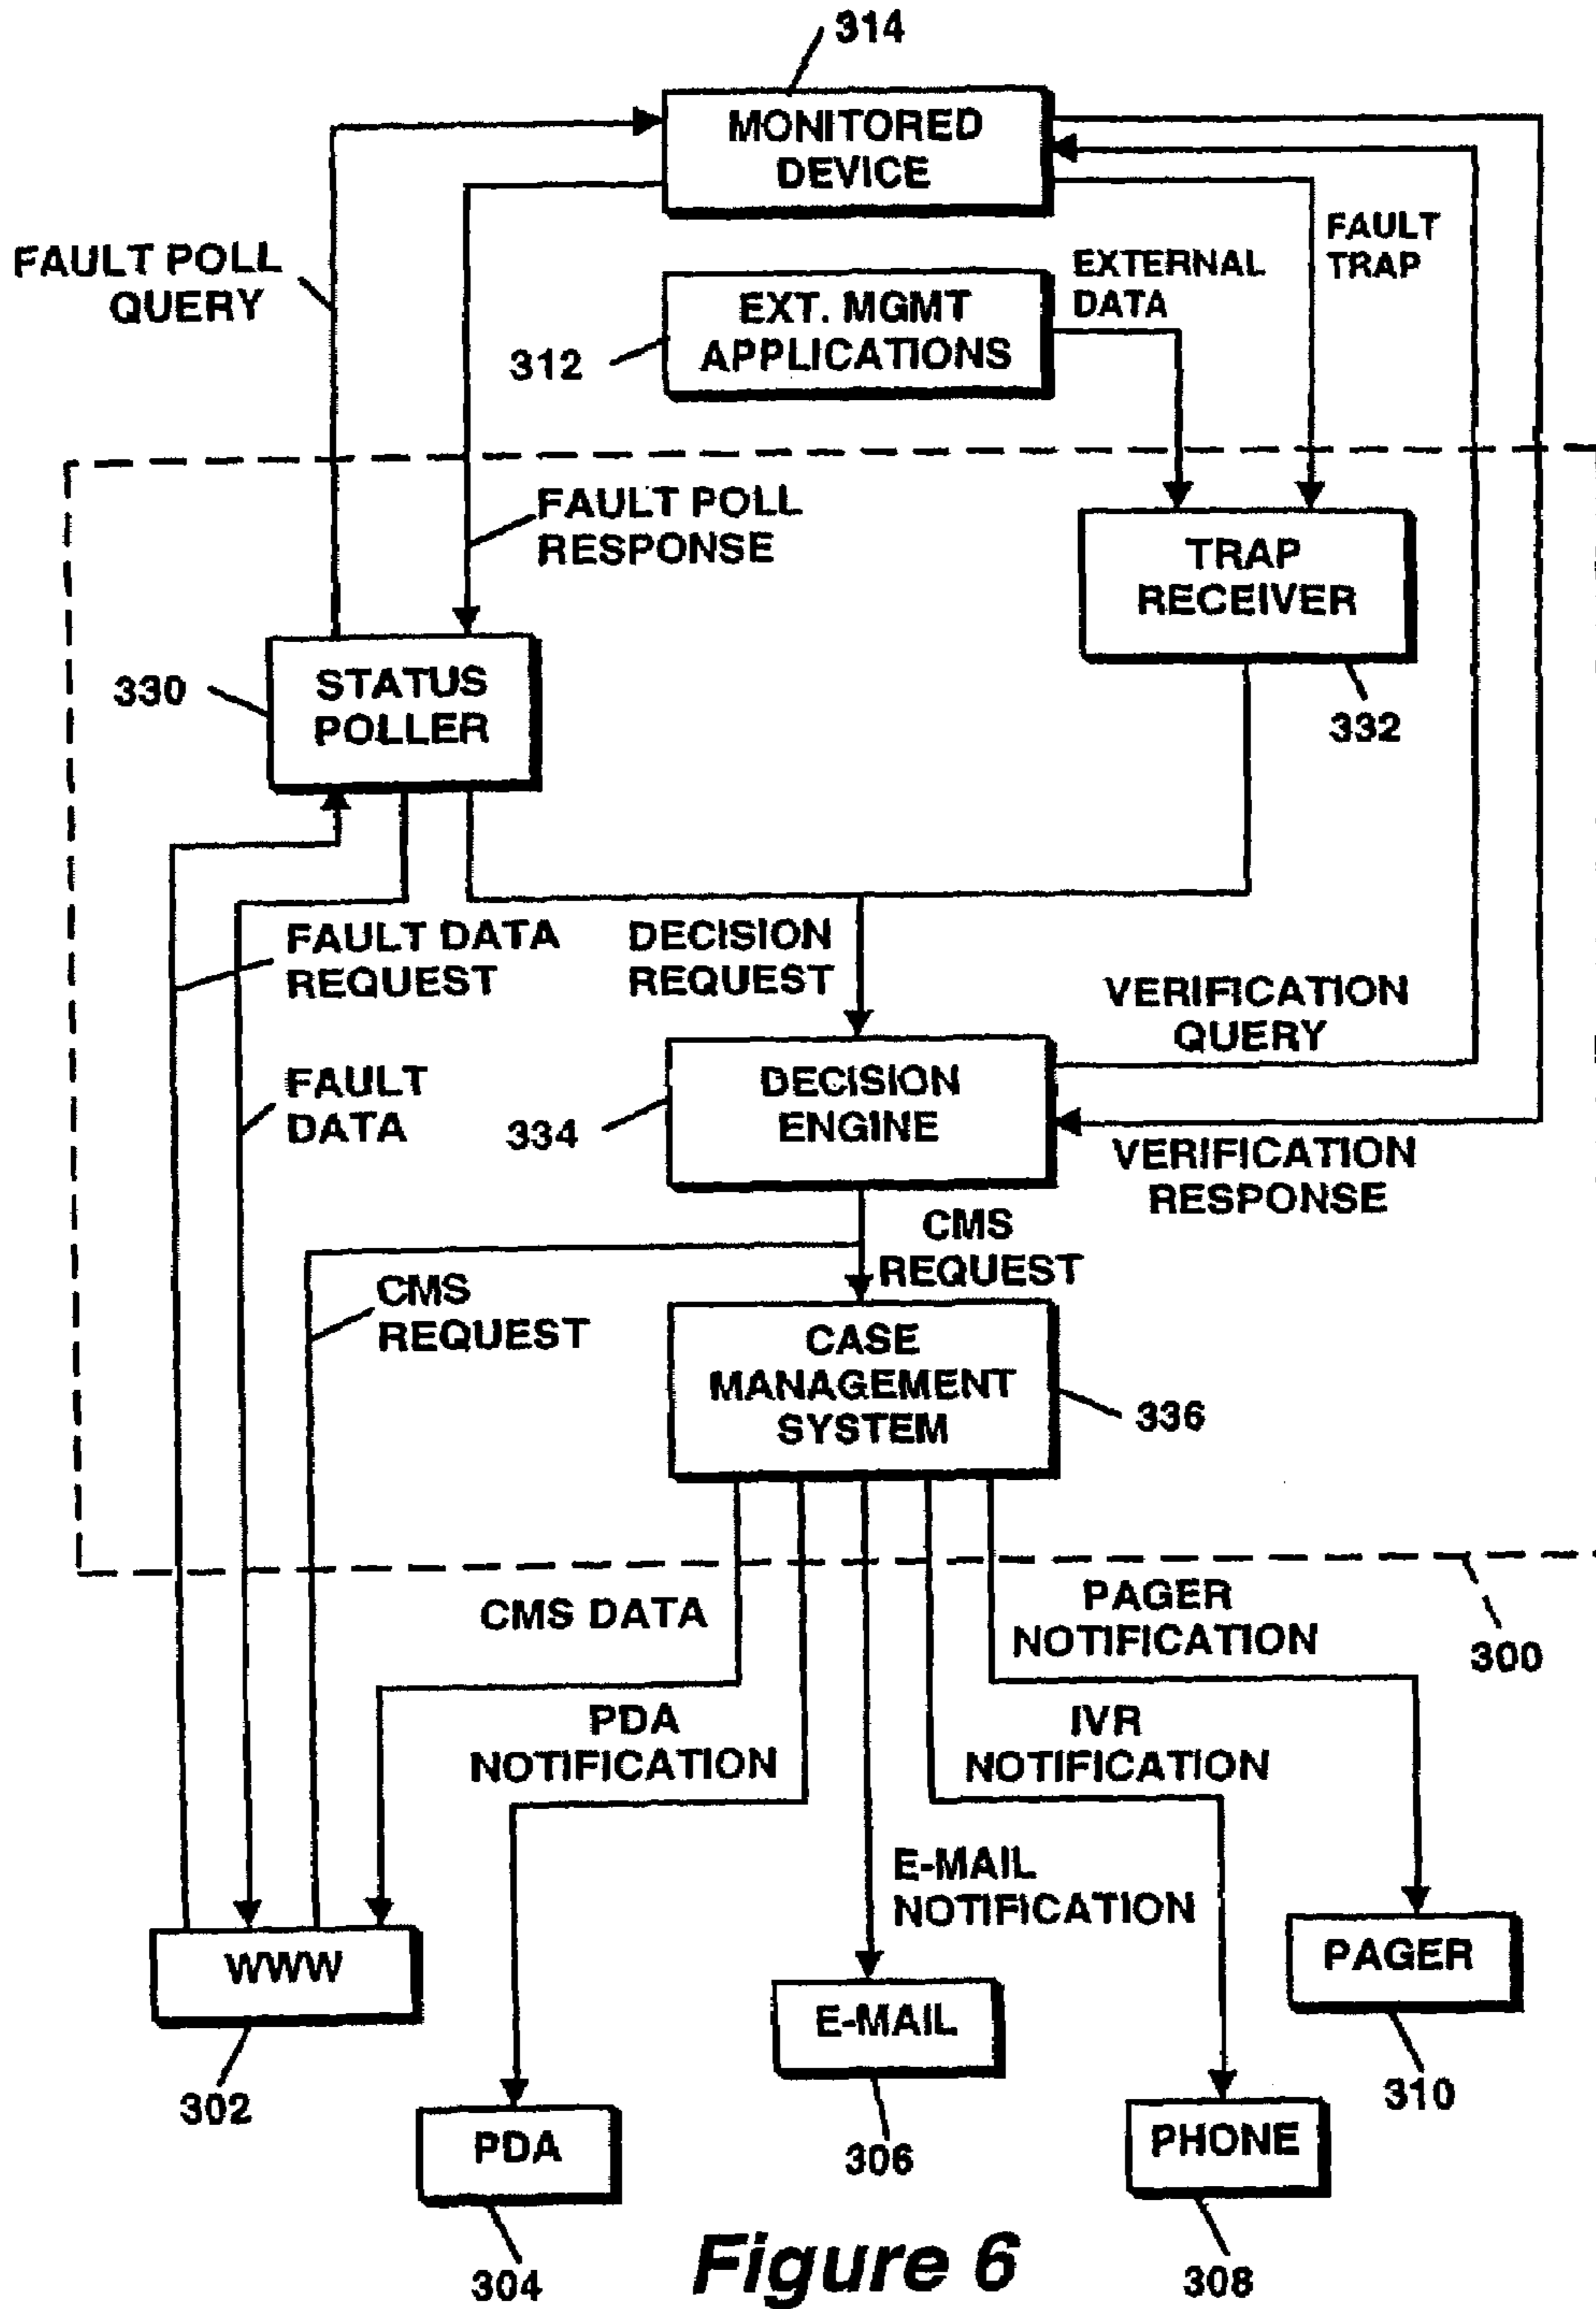 314
MONITORED
DEVICE
FAULT POLL
QUERY
FAULT
TRAP
EXTERNAL
DATA
EXT. MGMT
APPLICATIONS
312
FAULT POLL
RESPONSE
TRAP
RECEIVER
332
STATUS
POLLER
330
FAULT DATA
REQUEST
DECISION
REQUEST
VERIFICATION
QUERY
FAULT
DATA
DECISION
ENGINE
334
VERIFICATION
RESPONSE
CMS
REQUEST
CMS
REQUEST
CASE
MANAGEMENT
SYSTEM
336
CMS DATA
PAGER
NOTIFICATION
300
PDA
NOTIFICATION
IVR
NOTIFICATION
E-MAIL
NOTIFICATION
WWW
302
PAGER
310
E-MAIL
306
PDA
304
PHONE
308
Figure 6